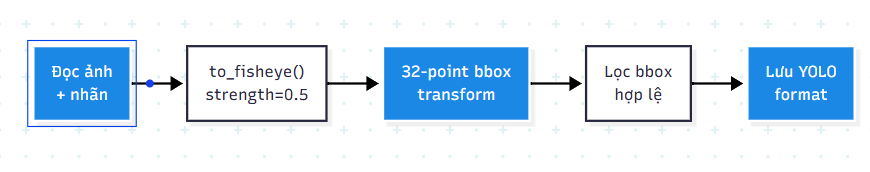 Đọc ảnh
+ nhãn
to_fisheye()
strength=0.5
32-point bbox
transform
Lọc bbox
hợp lệ
Lưu YOLO
format